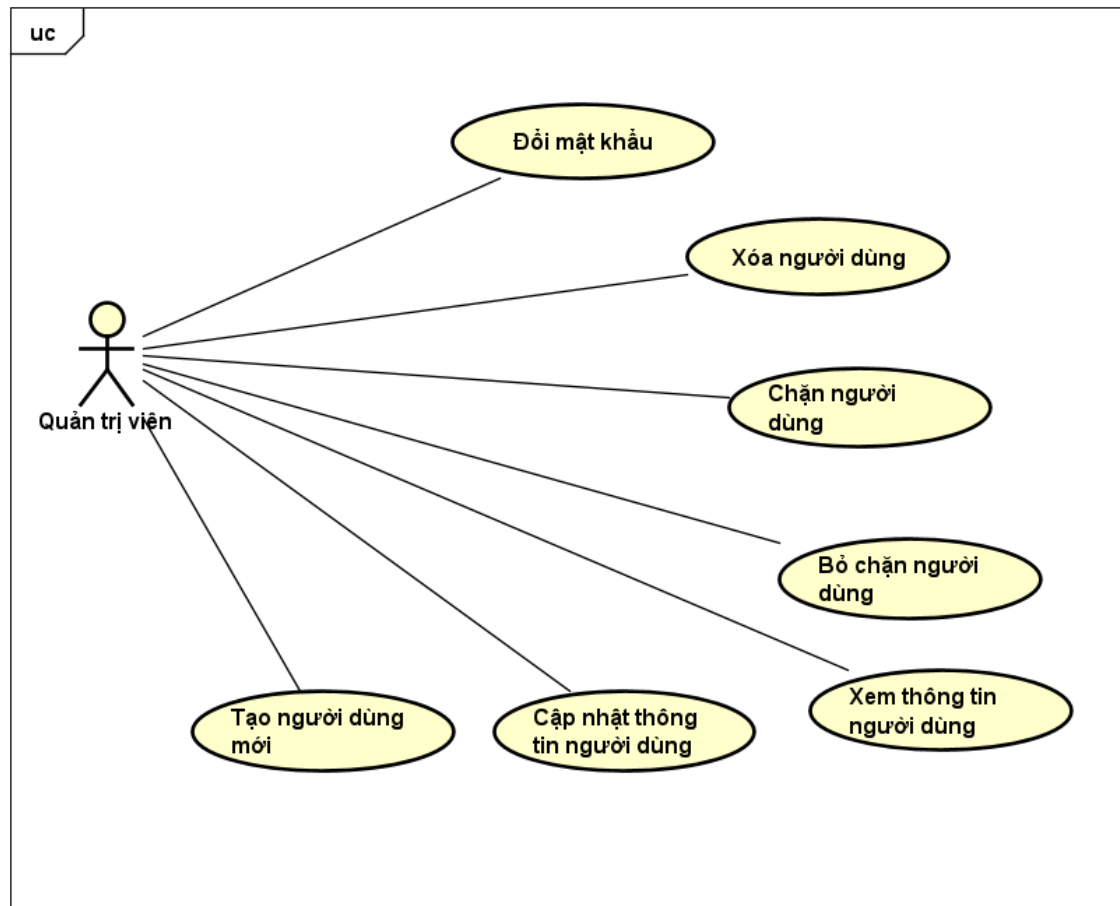 uc
Đổi mật khẩu
Xóa người dùng
Chặn người
dùng
Quản trị viên
Bỏ chặn người
dùng
Xem thông tin
người dùng
Cập nhật thông
tin người dùng
Tạo người dùng
mới